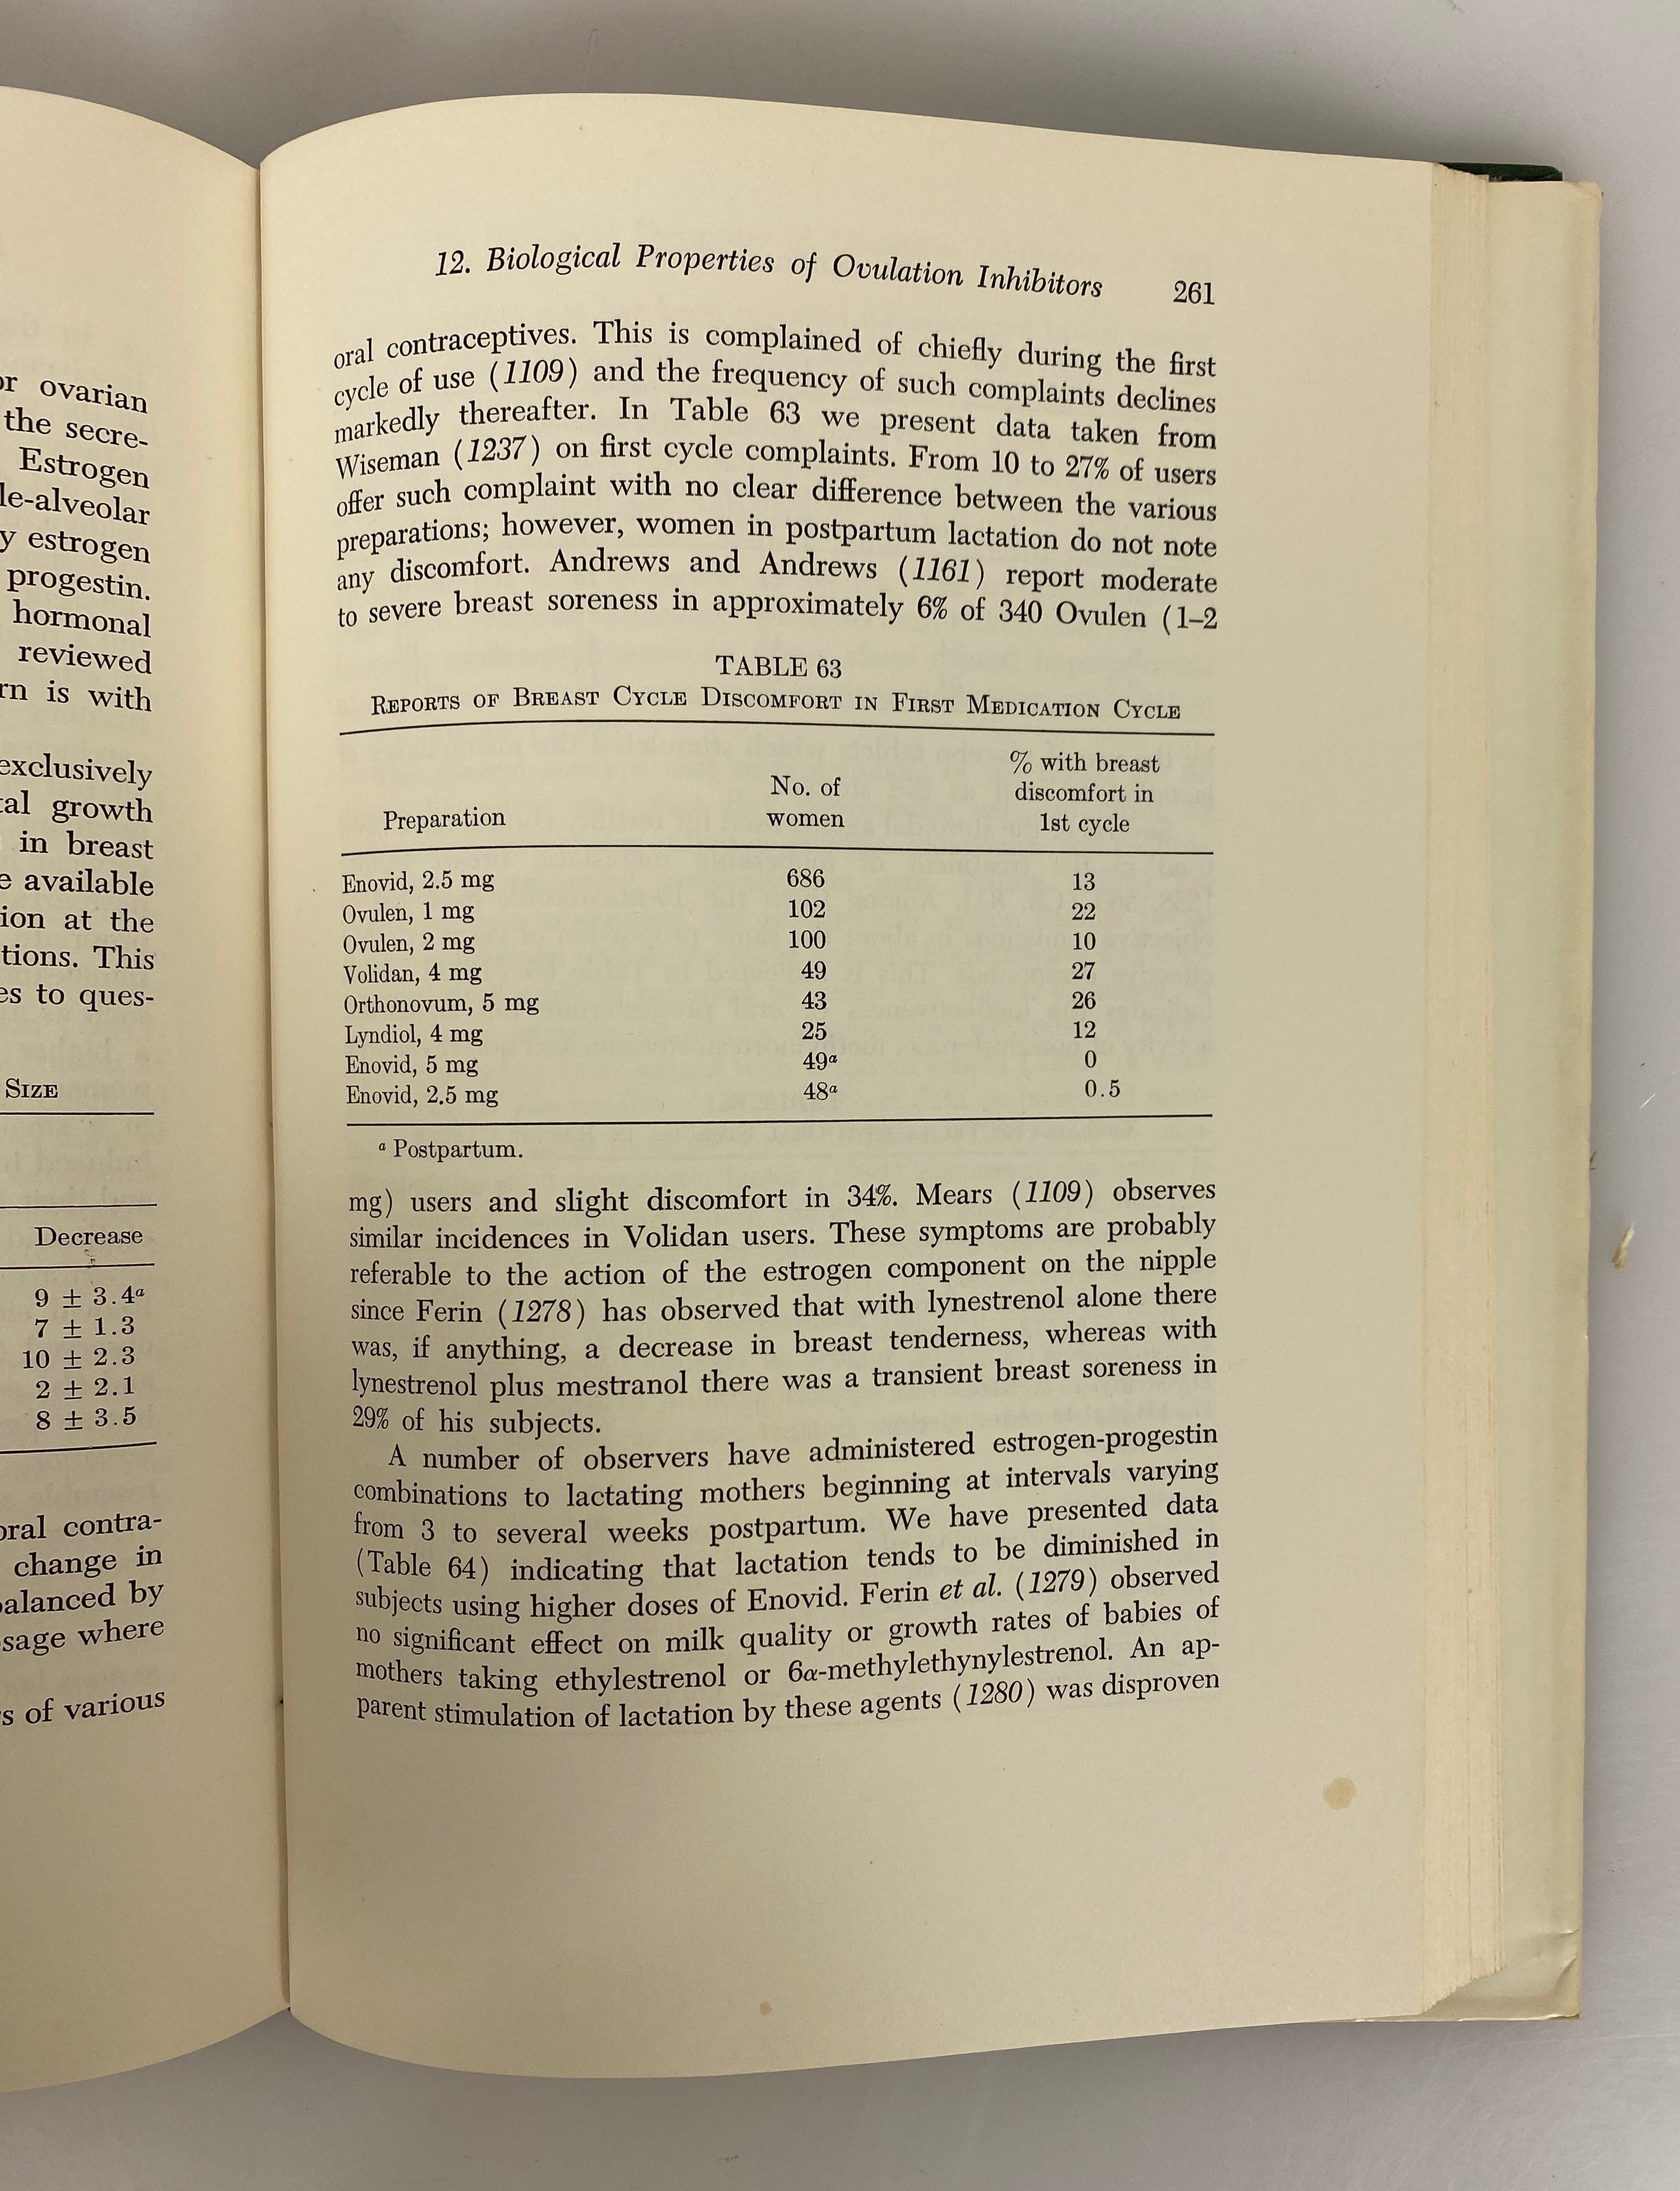 or ovarian
the secre-
Estrogen
le-alveolar
y estrogen
progestin.
hormonal
reviewed
rn is with
exclusively
tal growth
in breast
e available
ion at the
tions. This
es to ques-
SIZE
Decrease
9 ± 3.4a
7 ± 1.3
10 ± 2.3
2 ± 2.1
8 ± 3.5
oral contra-
change in
balanced by
sage where
s of various
12. Biological Properties of Ovulation Inhibitors 261
oral contraceptives. This is complained of chiefly during the first
cycle of use (1109) and the frequency of such complaints declines
markedly thereafter. In Table 63 we present data taken from
Wiseman (1237) on first cycle complaints. From 10 to 27% of users
offer such complaint with no clear difference between the various
preparations; however, women in postpartum lactation do not note
any discomfort. Andrews and Andrews (1161) report moderate
to severe breast soreness in approximately 6% of 340 Ovulen (1–2
TABLE 63
REPORTS OF BREAST CYCLE DISCOMFORT IN FIRST MEDICATION CYCLE
% with breast
No. of discomfort in
Preparation women 1st cycle
Enovid, 2.5 mg 686 13
Ovulen, 1 mg 102 22
Ovulen, 2 mg 100 10
Volidan, 4 mg 49 27
Orthonovum, 5 mg 43 26
Lyndiol, 4 mg 25 12
Enovid, 5 mg 49a 0
Enovid, 2.5 mg 48a 0.5
a Postpartum.
mg) users and slight discomfort in 34%. Mears (1109) observes
similar incidences in Volidan users. These symptoms are probably
referable to the action of the estrogen component on the nipple
since Ferin (1278) has observed that with lynestrenol alone there
was, if anything, a decrease in breast tenderness, whereas with
lynestrenol plus mestranol there was a transient breast soreness in
29% of his subjects.
A number of observers have administered estrogen-progestin
combinations to lactating mothers beginning at intervals varying
from 3 to several weeks postpartum. We have presented data
(Table 64) indicating that lactation tends to be diminished in
subjects using higher doses of Enovid. Ferin et al. (1279) observed
no significant effect on milk quality or growth rates of babies of
mothers taking ethylestrenol or 6α-methylethynylestrenol. An ap-
parent stimulation of lactation by these agents (1280) was disproven